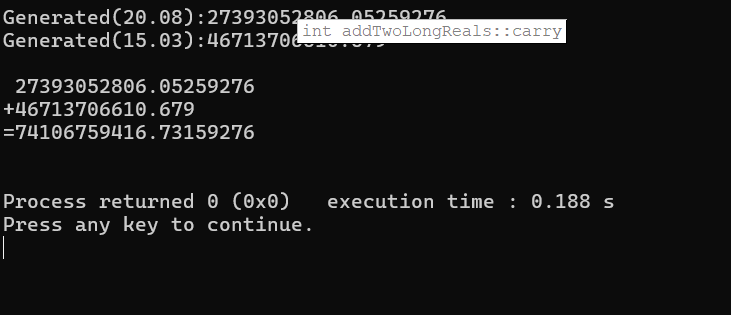 Generated(20.08):27393052806.05259276
Generated(15.03):46713706610.679
int addTwoLongReals::carry
 27393052806.05259276
+46713706610.679
=74106759416.73159276
Process returned 0 (0x0)   execution time : 0.188 s
Press any key to continue.